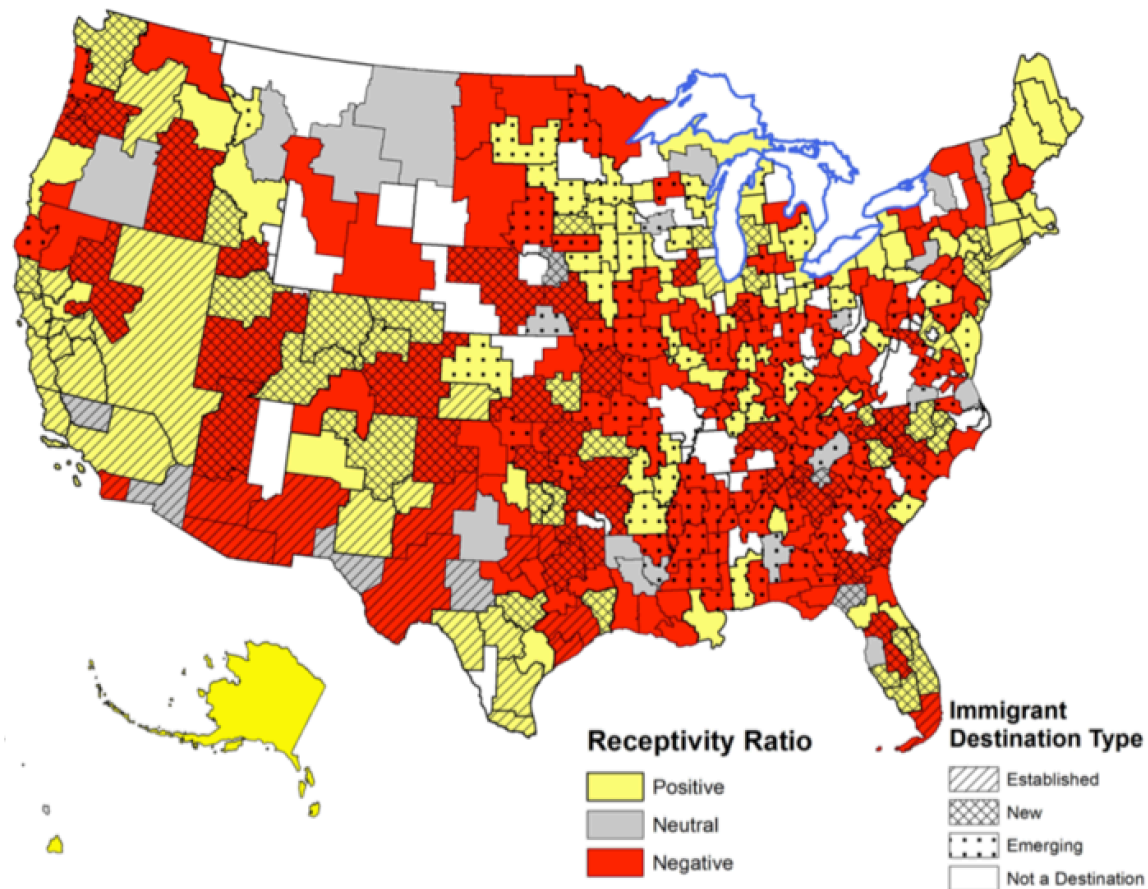 Receptivity Ratio
Positive
Neutral
Negative
Immigrant
Destination Type
Established
New
Emerging
Not a Destination